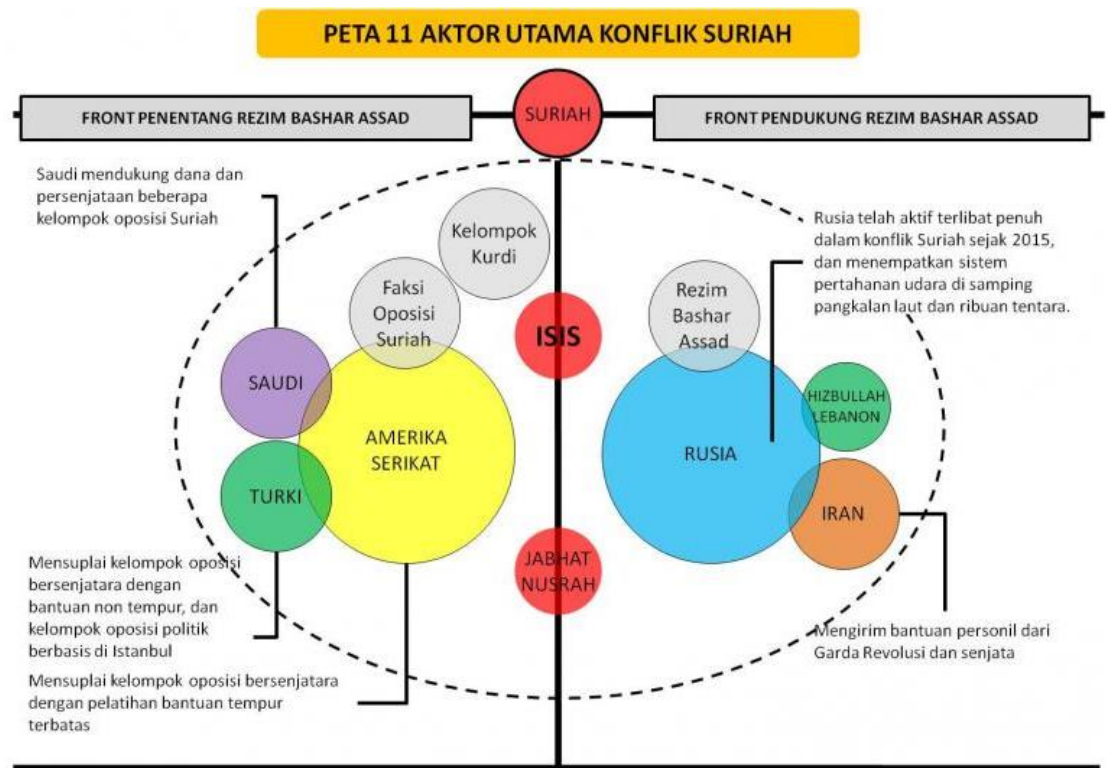 PETA 11 AKTOR UTAMA KONFLIK SURIAH
FRONT PENENTANG REZIM BASHAR ASSAD
SURIAH
FRONT PENDUKUNG REZIM BASHAR ASSAD
Saudi mendukung dana dan
persenjataan beberapa
kelompok oposisi Suriah
Kelompok
Kurdi
Faksi
Oposisi
Suriah
SAUDI
AMERIKA
SERIKAT
TURKI
ISIS
JABHAT
NUSRAH
Rezim
Bashar
Assad
RUSIA
HIZBULLAH
LEBANON
IRAN
Rusia telah aktif terlibat penuh
dalam konflik Suriah sejak 2015,
dan menempatkan sistem
pertahanan udara di samping
pangkalan laut dan ribuan tentara.
Mensuplai kelompok oposisi
bersenjatara dengan
bantuan non tempur, dan
kelompok oposisi politik
berbasis di Istanbul
Mensuplai kelompok oposisi bersenjatara
dengan pelatihan bantuan tempur
terbatas
Mengirim bantuan personil dari
Garda Revolusi dan senjata